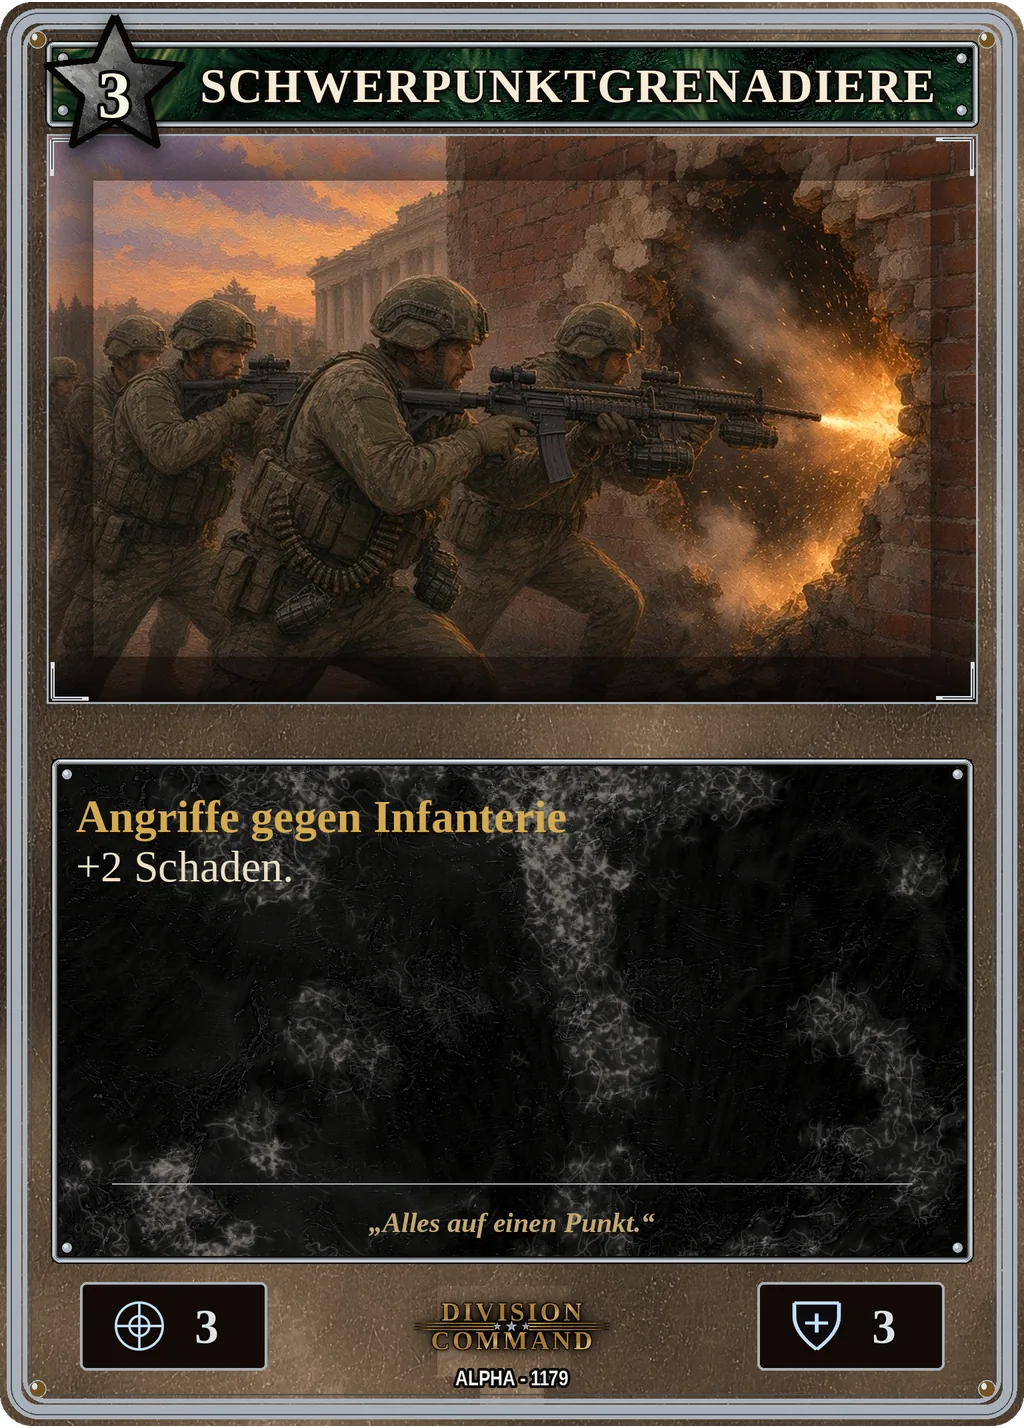 3
SCHWERPUNKTGRENADIERE
Angriffe gegen Infanterie
+2 Schaden.
„Alles auf einen Punkt.“
3
DIVISION
COMMAND
ALPHA - 1179
3